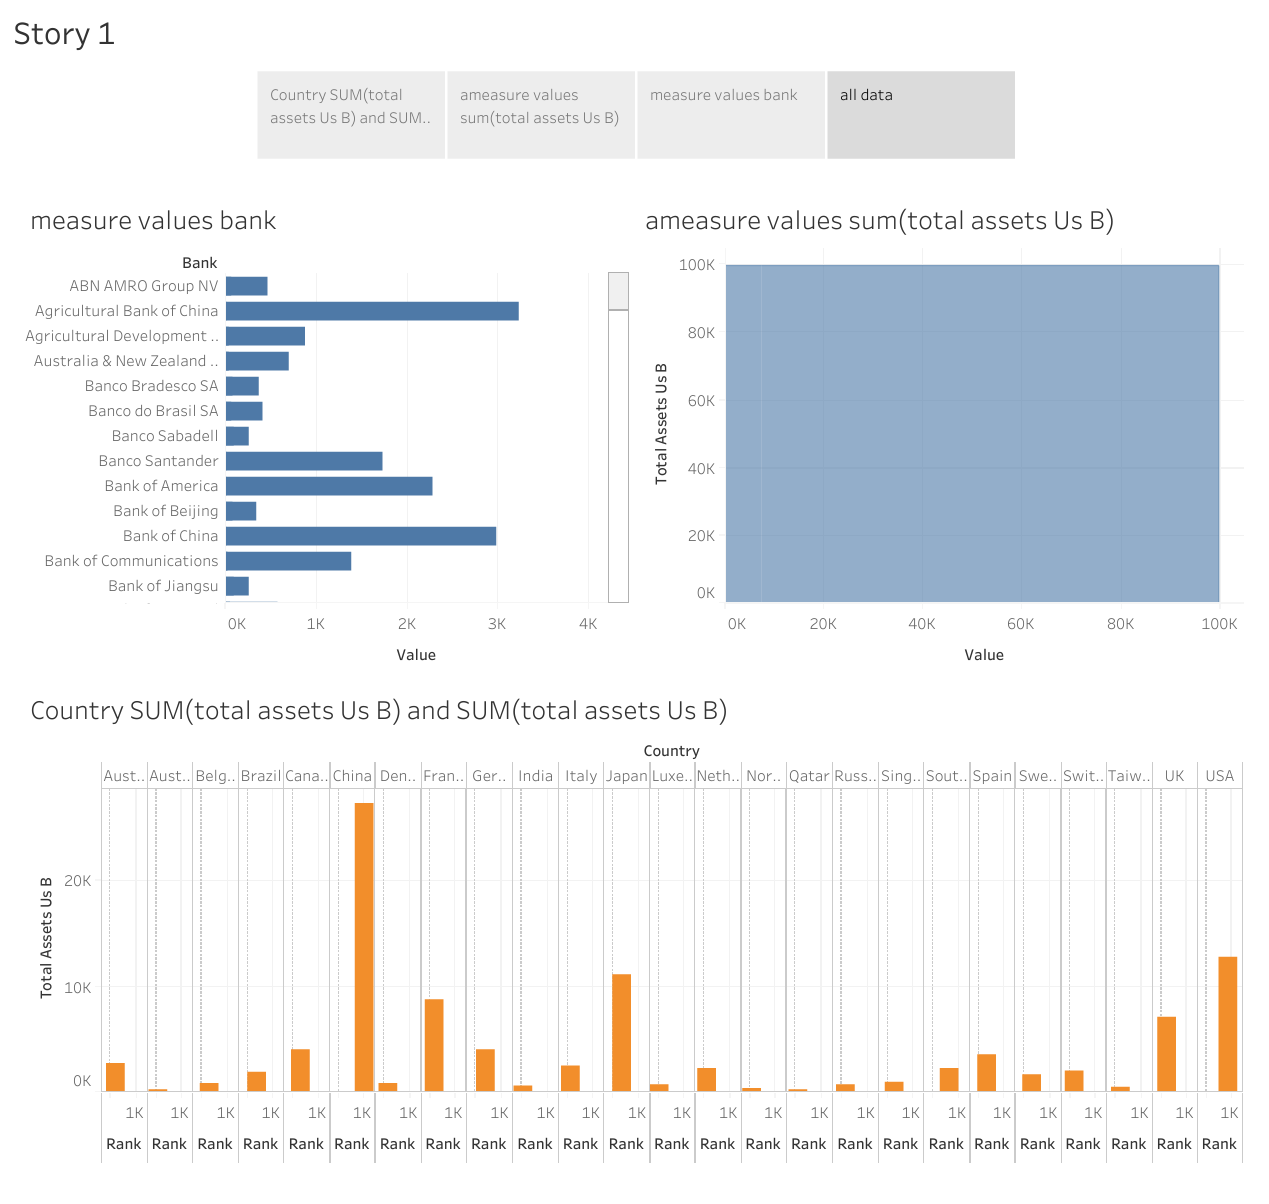 Story 1
Country SUM(total
assets Us B) and SUM..
ameasure values
sum(total assets Us B)
measure values bank
all data
measure values bank
Bank
ABN AMRO Group NV
Agricultural Bank of China
Agricultural Development ..
Australia & New Zealand ..
Banco Bradesco SA
Banco do Brasil SA
Banco Sabadell
Banco Santander
Bank of America
Bank of Beijing
Bank of China
Bank of Communications
Bank of Jiangsu
0K 1K 2K 3K 4K
Value
ameasure values sum(total assets Us B)
Total Assets Us B
100K
80K
60K
40K
20K
0K
0K 20K 40K 60K 80K 100K
Value
Country SUM(total assets Us B) and SUM(total assets Us B)
Country
Aust.. Aust.. Belg.. Brazil Cana.. China Den.. Fran.. Ger.. India Italy Japan Luxe.. Neth.. Nor.. Qatar Russ.. Sing.. Sout.. Spain Swe.. Swit.. Taiw.. UK USA
Total Assets Us B
20K
10K
0K
1K 1K 1K 1K 1K 1K 1K 1K 1K 1K 1K 1K 1K 1K 1K 1K 1K 1K 1K 1K 1K 1K 1K 1K 1K
Rank Rank Rank Rank Rank Rank Rank Rank Rank Rank Rank Rank Rank Rank Rank Rank Rank Rank Rank Rank Rank Rank Rank Rank Rank